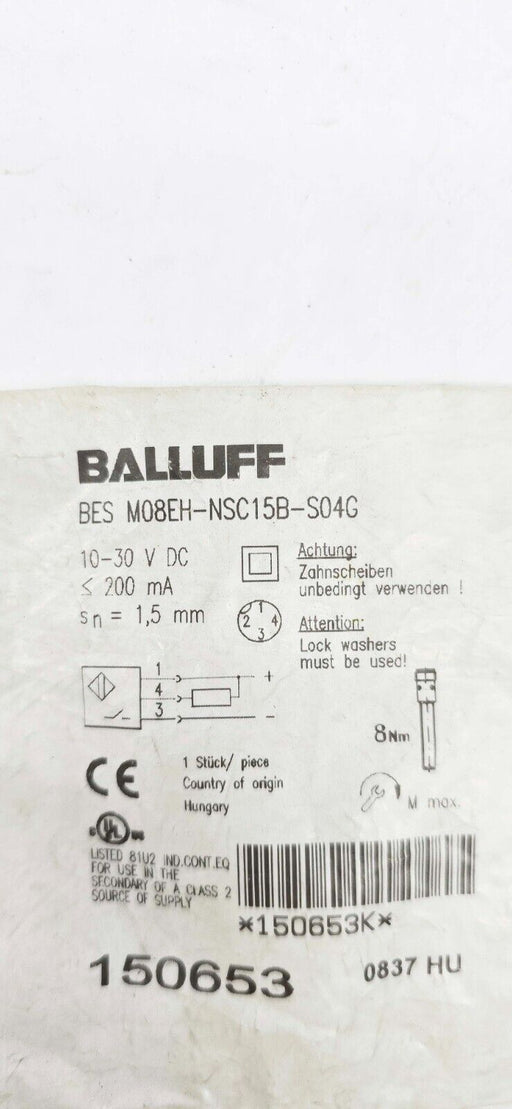 BALLUFF
BES M08EH-NSC15B-S04G
10-30 V DC
≤ 200 mA
sn = 1,5 mm
1
2 4
3
Achtung:
Zahnscheiben
unbedingt verwenden !
Attention:
Lock washers
must be used!
1 +
4
3 -
8Nm
M max.
CE
1 Stück/ piece
Country of origin
Hungary
c UL us
LISTED 81U2 IND.CONT.EQ
FOR USE IN THE
SECONDARY OF A CLASS 2
SOURCE OF SUPPLY
*150653K*
150653
0837 HU